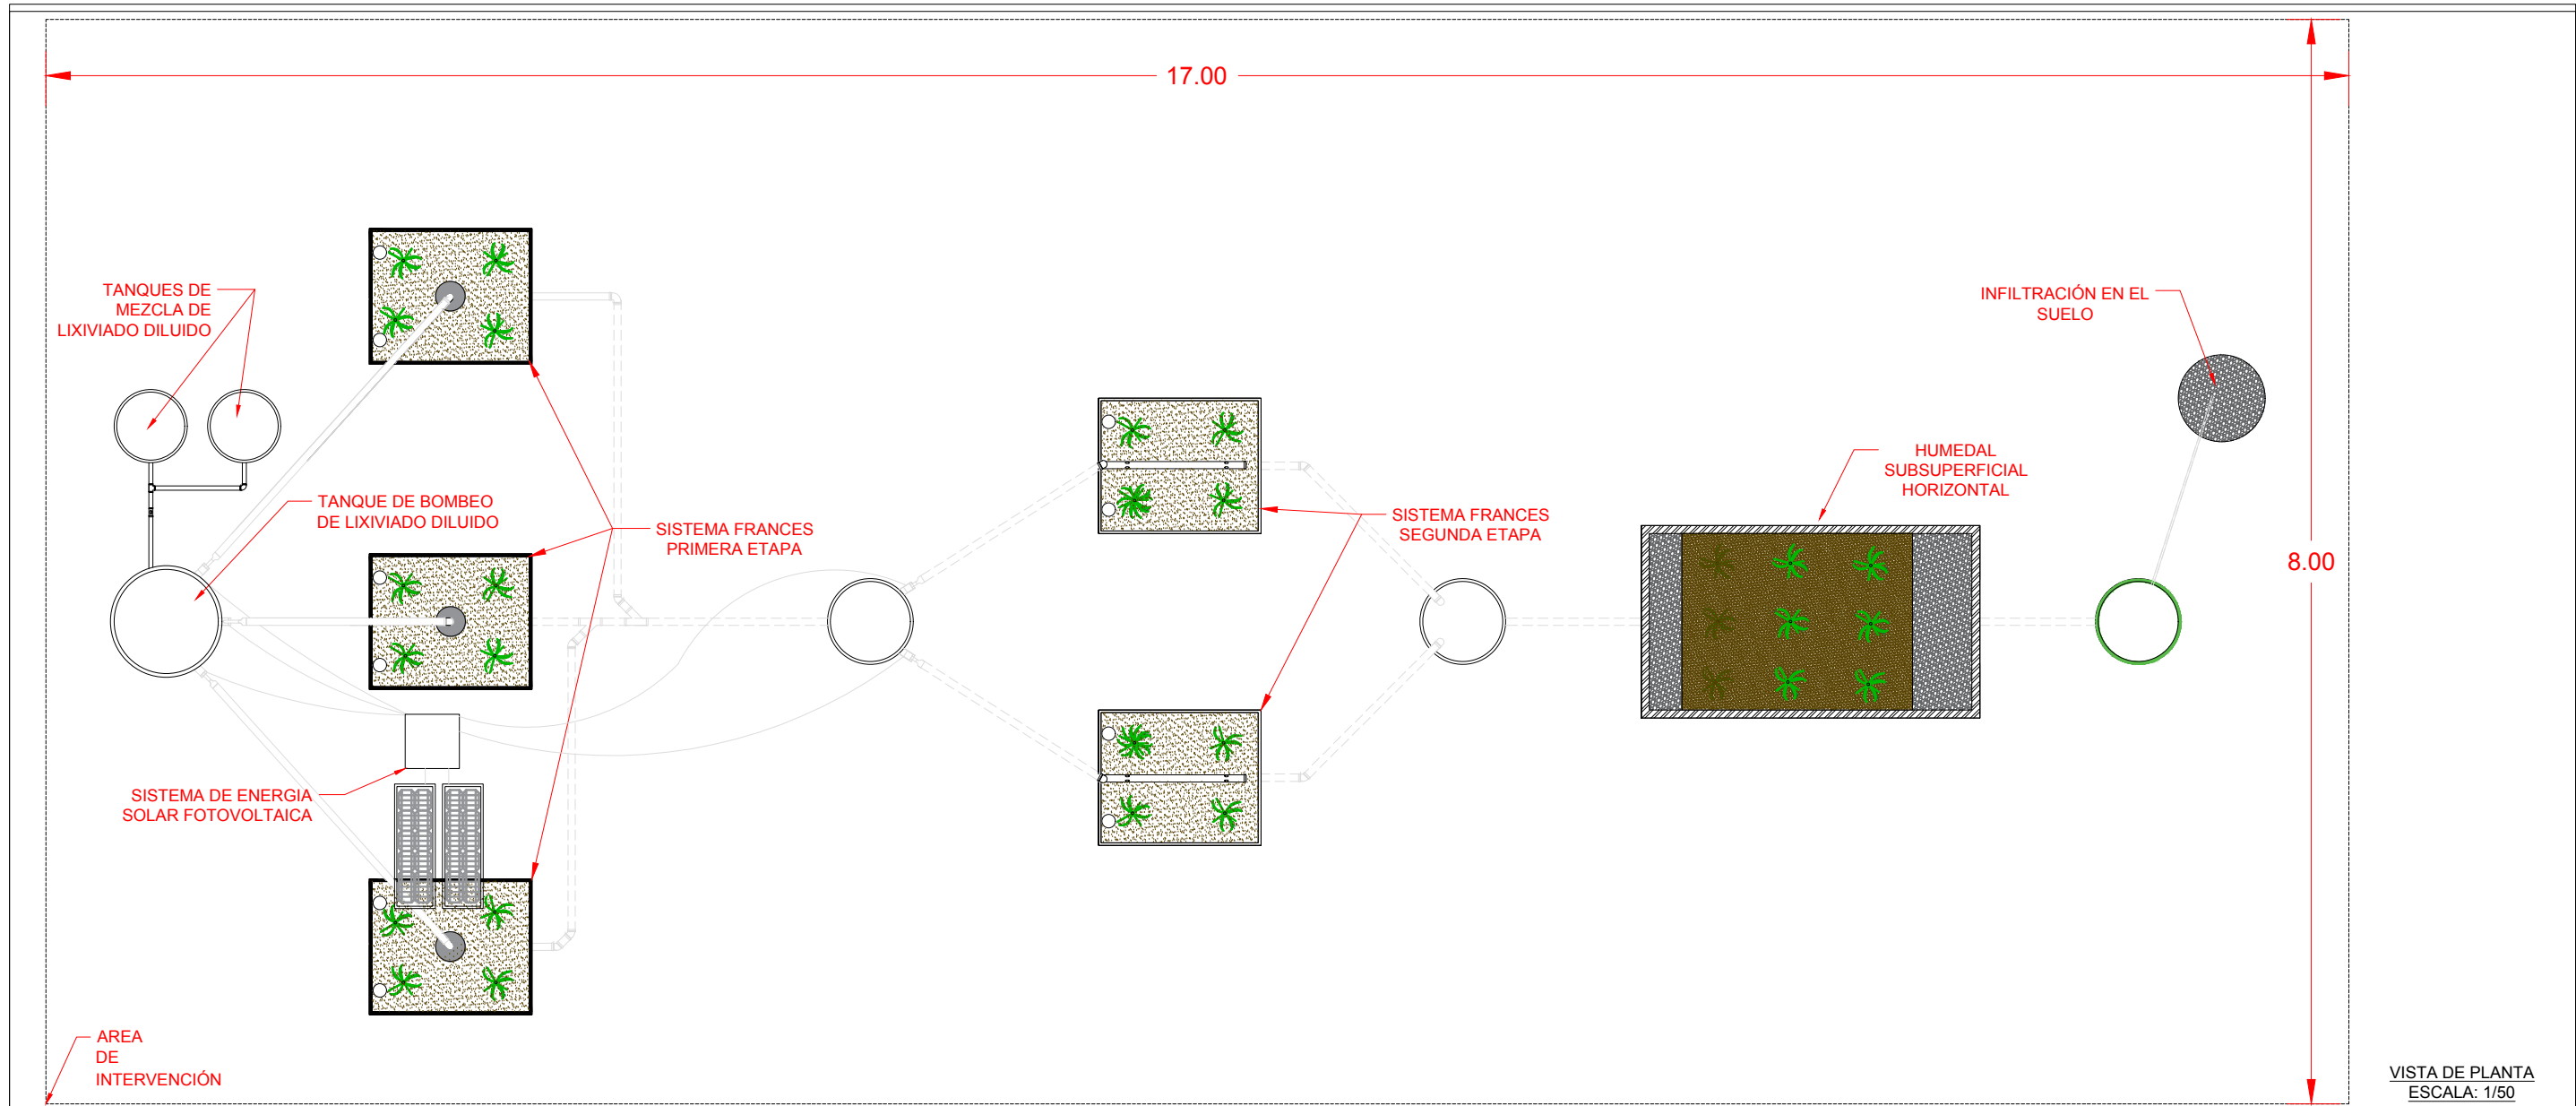 17.00
TANQUES DE
MEZCLA DE
LIXIVIADO DILUIDO
INFILTRACIÓN EN EL
SUELO
HUMEDAL
SUBSUPERFICIAL
HORIZONTAL
TANQUE DE BOMBEO
DE LIXIVIADO DILUIDO
SISTEMA FRANCES
PRIMERA ETAPA
SISTEMA FRANCES
SEGUNDA ETAPA
8.00
SISTEMA DE ENERGIA
SOLAR FOTOVOLTAICA
AREA
DE
INTERVENCIÓN
VISTA DE PLANTA
ESCALA: 1/50